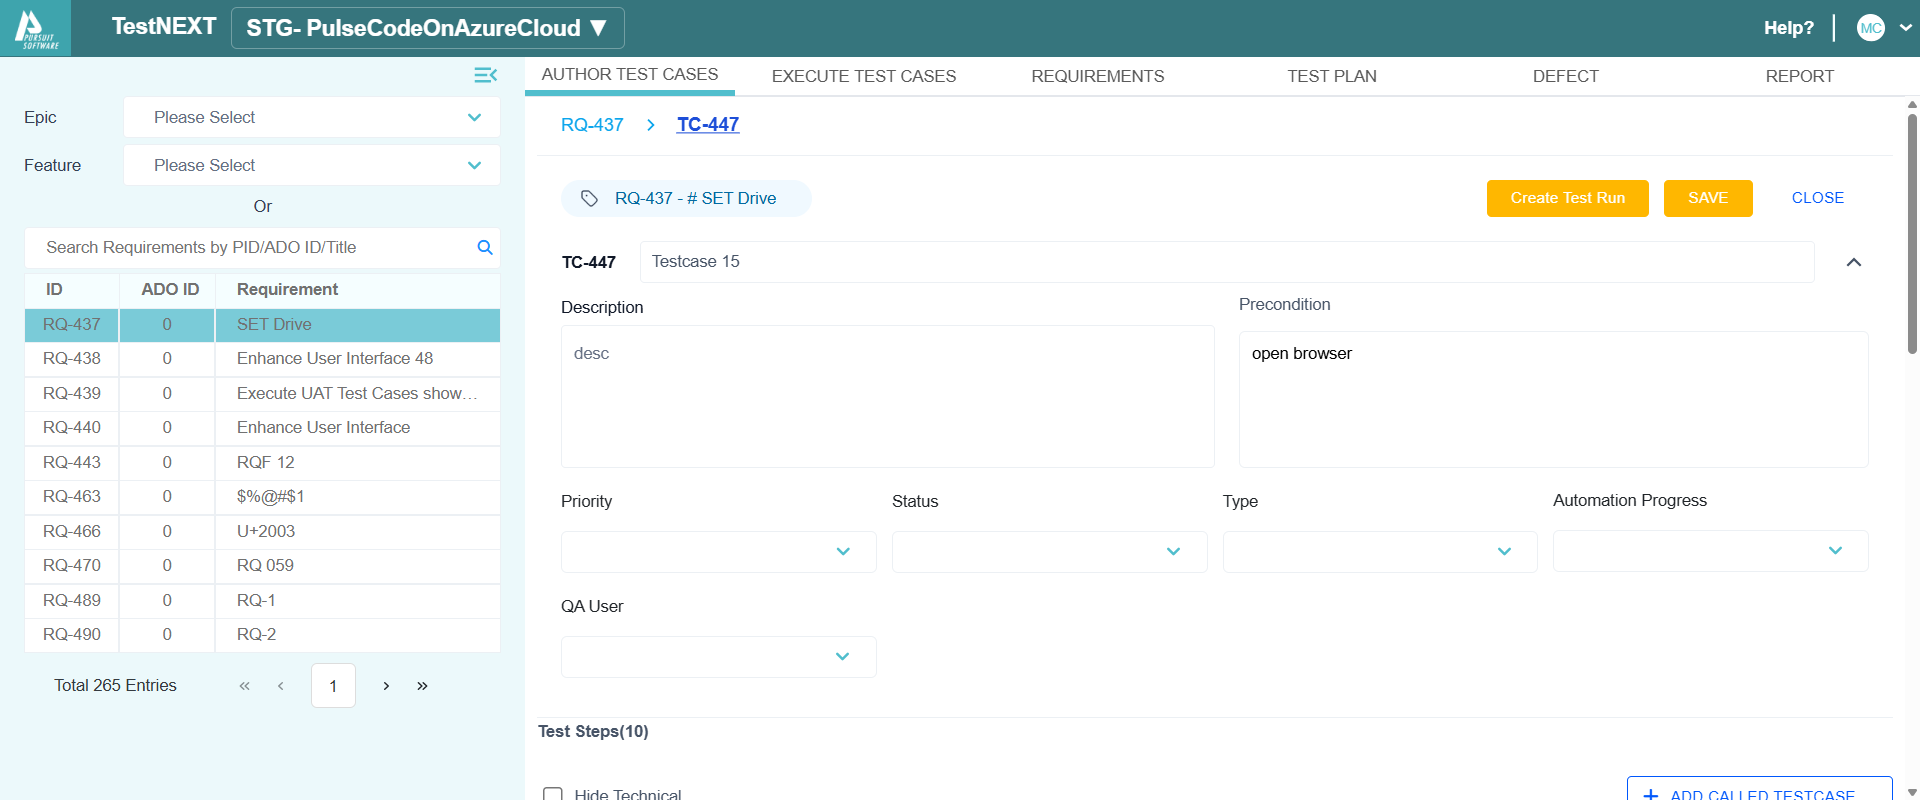 PURSUIT
SOFTWARE
TestNEXT
STG- PulseCodeOnAzureCloud ▼
Help?
MC
AUTHOR TEST CASES
EXECUTE TEST CASES
REQUIREMENTS
TEST PLAN
DEFECT
REPORT
Epic
Please Select
Feature
Please Select
Or
Search Requirements by PID/ADO ID/Title
ID ADO ID Requirement
RQ-437 0 SET Drive
RQ-438 0 Enhance User Interface 48
RQ-439 0 Execute UAT Test Cases show…
RQ-440 0 Enhance User Interface
RQ-443 0 RQF 12
RQ-463 0 $%@#$1
RQ-466 0 U+2003
RQ-470 0 RQ 059
RQ-489 0 RQ-1
RQ-490 0 RQ-2
Total 265 Entries
« ‹ 1 › »
RQ-437 > TC-447
RQ-437 - # SET Drive
Create Test Run
SAVE
CLOSE
TC-447
Testcase 15
Description
desc
Precondition
open browser
Priority
Status
Type
Automation Progress
QA User
Test Steps(10)
Hide Technical
+ ADD CALLED TESTCASE